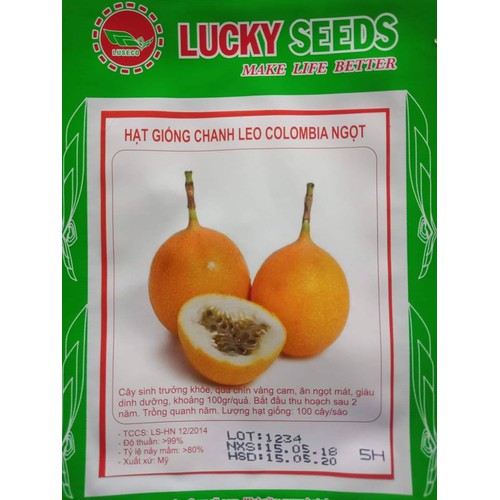 LUSECO
LUCKY SEEDS
MAKE LIFE BETTER
HẠT GIỐNG CHANH LEO COLOMBIA NGỌT
Cây sinh trưởng khỏe, quả chín vàng cam, ăn ngọt mát, giàu
dinh dưỡng, khoảng 100gr/quả. Bắt đầu thu hoạch sau 2
năm. Trồng quanh năm. Lượng hạt giống: 100 cây/sào
- TCCS: LS-HN 12/2014
- Độ thuần: >99%
- Tỷ lệ nảy mầm: >80%
- Xuất xứ: Mỹ
LOT:1234
NXS:15.05.18
HSD:15.05.20
5H